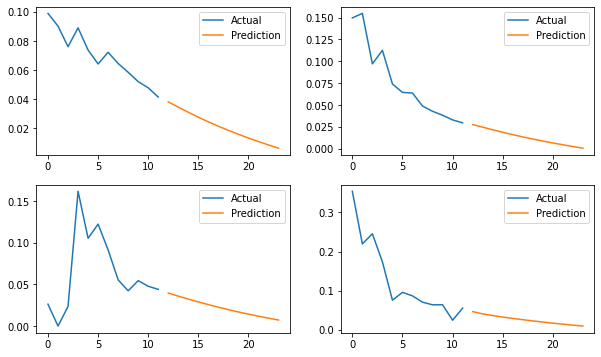 0.10
0.08
0.06
0.04
0.02
0 5 10 15 20
Actual
Prediction
0.150
0.125
0.100
0.075
0.050
0.025
0.000
0 5 10 15 20
Actual
Prediction
0.15
0.10
0.05
0.00
0 5 10 15 20
Actual
Prediction
0.3
0.2
0.1
0.0
0 5 10 15 20
Actual
Prediction